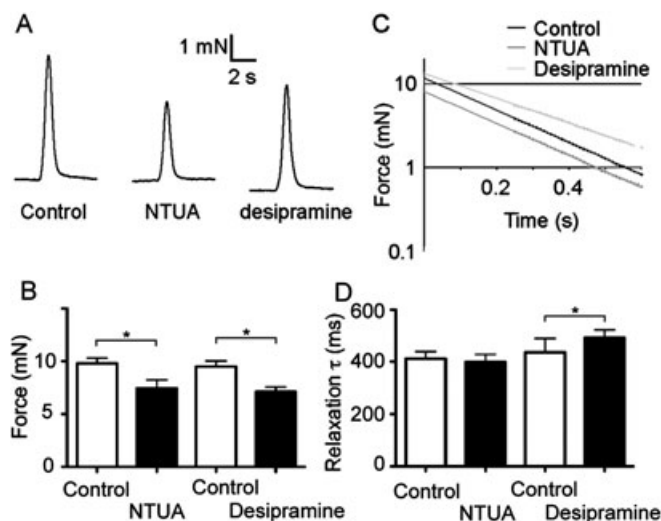 A
1 mN
2 s
Control
NTUA
desipramine
C
Control
NTUA
Desipramine
Force (mN)
10
1
0.1
0.2
0.4
Time (s)
B
Force (mN)
15
10
5
0
*
*
Control
NTUA
Control
Desipramine
D
Relaxation τ (ms)
600
400
200
0
*
Control
NTUA
Control
Desipramine